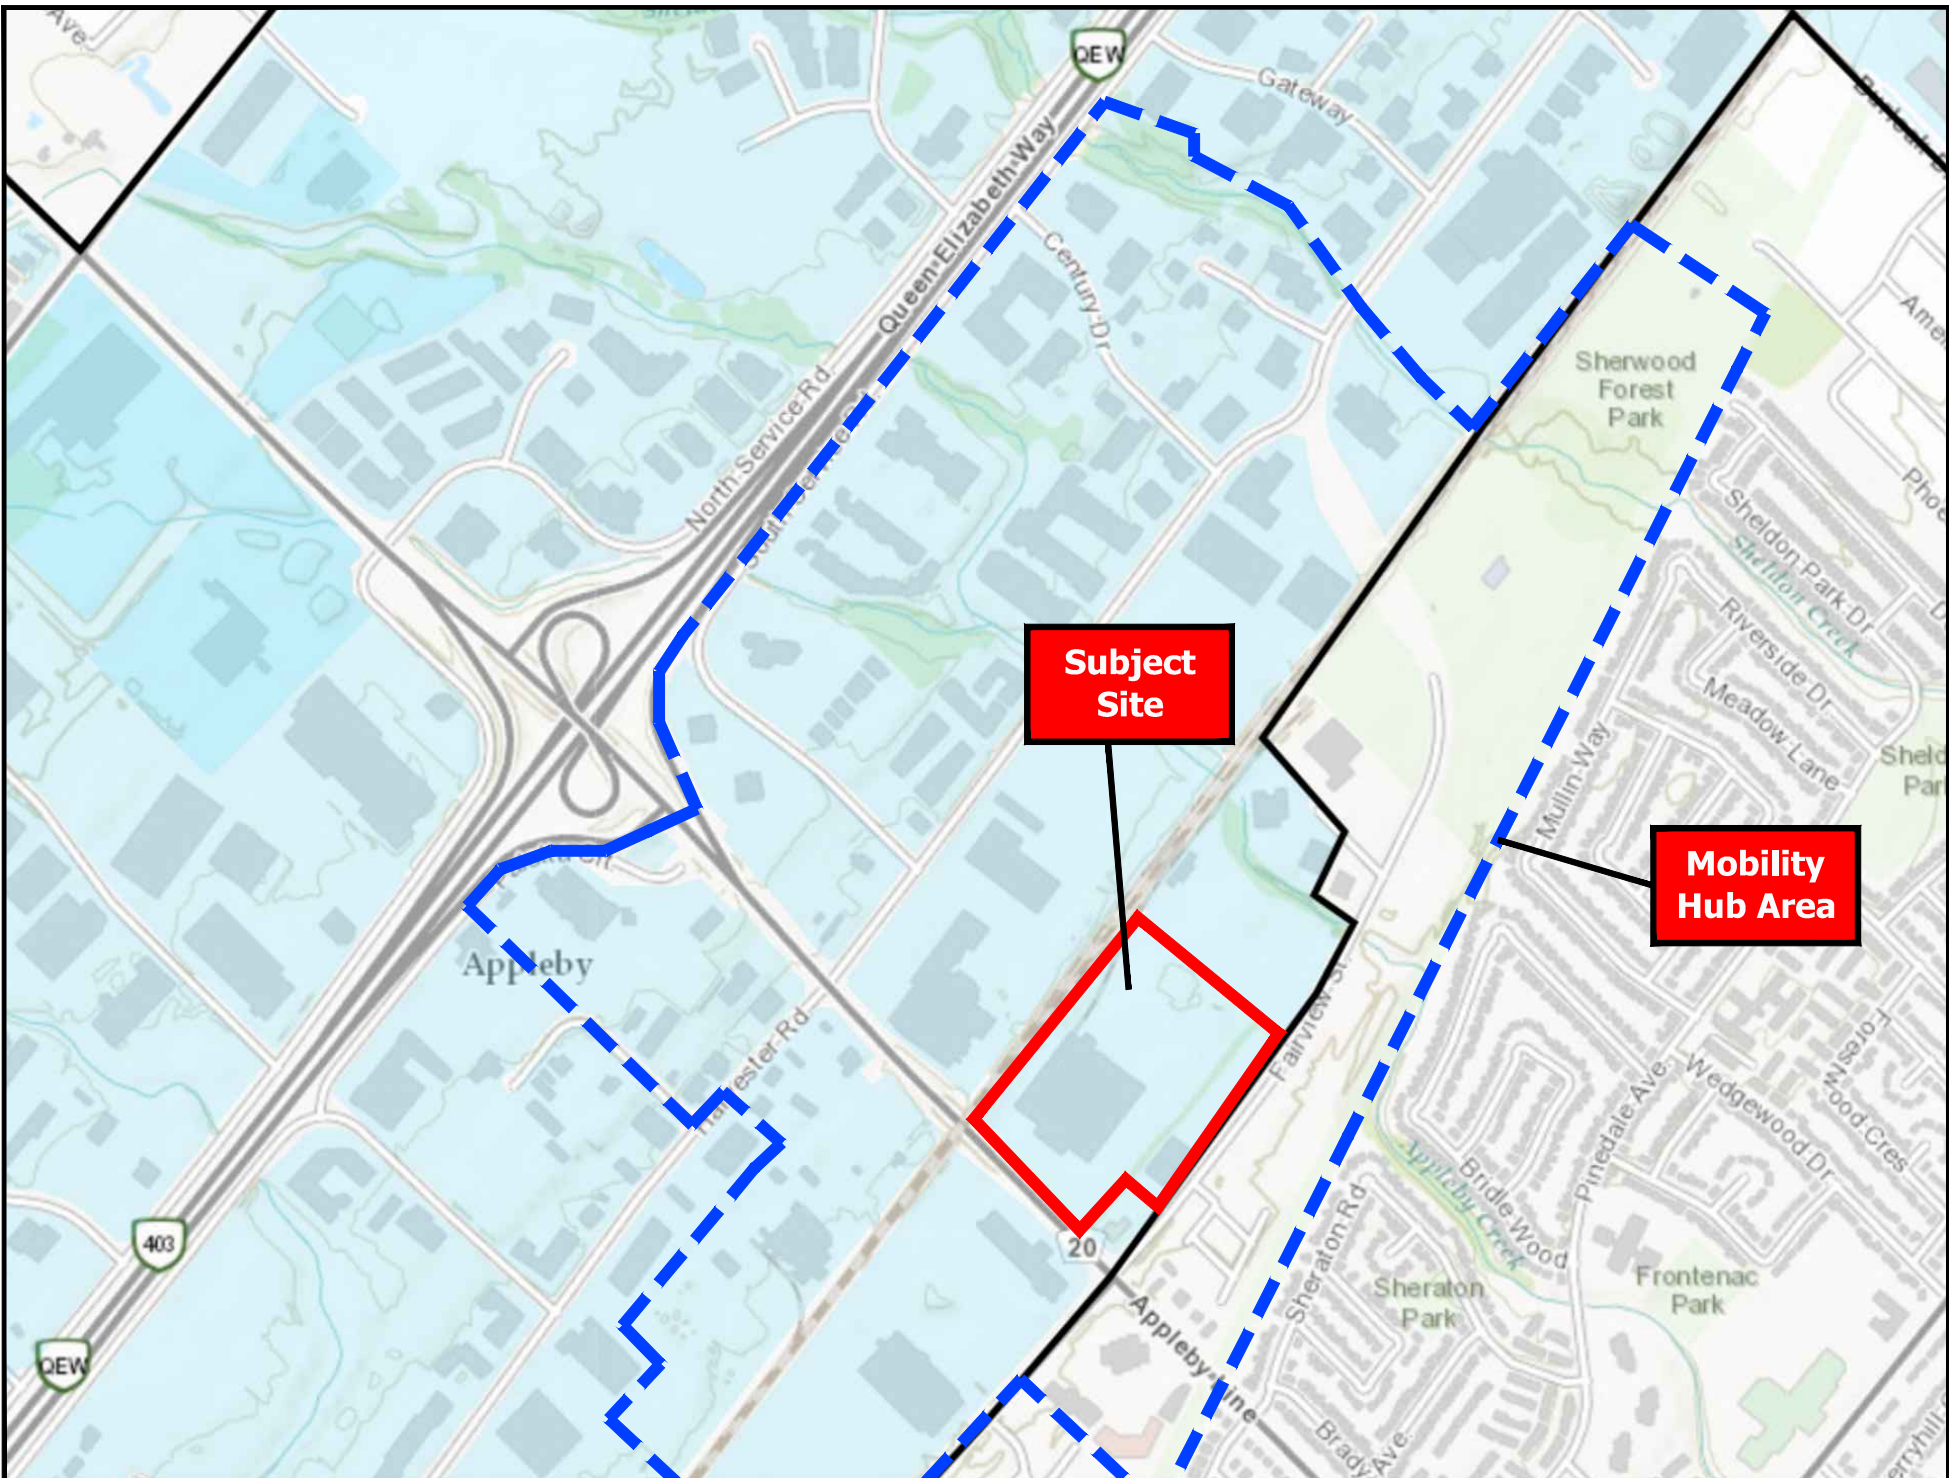 Ave
QEW
Gateway
Queen-Elizabeth-Way
Century-Dr
North-Service-Rd
Sherwood
Forest
Park
Sheldon-Park-Dr
Sheldon Creek
Riverside-Dr
Meadow-Lane
Mullin-Way
Subject
Site
Mobility
Hub Area
Appleby
Fairview-St
Wedgewood-Dr
Pinedale-Ave
Appleby-Creek
Bridle-Wood
403
20
Sheraton-Rd
Sheraton
Park
Frontenac
Park
QEW
Appleby-Line
Brady-Ave